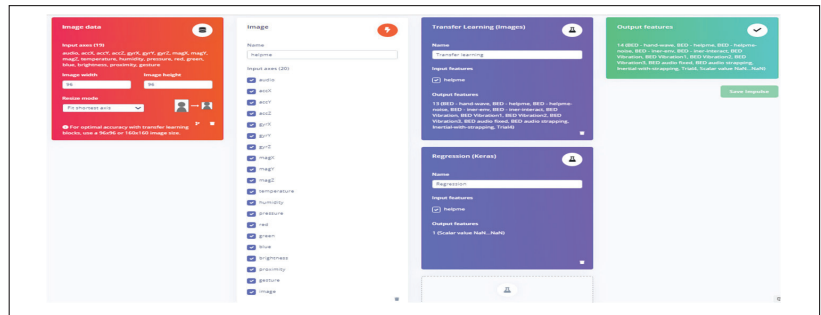 Image data
Input axes (19)
audio, accX, accY, accZ, gyrX, gyrY, gyrZ, magX, magY,
magZ, temperature, humidity, pressure, red, green,
blue, brightness, proximity, gesture
Image width
Image height
96
96
Resize mode
Fit shortest axis
For optimal accuracy with transfer learning
blocks, use a 96x96 or 160x160 image size.
Image
Name
helpme
Input axes (20)
audio
accX
accY
accZ
gyrX
gyrY
gyrZ
magX
magY
magZ
temperature
humidity
pressure
red
green
blue
brightness
proximity
gesture
image
Transfer Learning (Images)
Name
Transfer learning
Input features
helpme
Output features
13 (BED - hand-wave, BED - helpme, BED - helpme-
noise, BED - iner-env, BED - iner-interact, BED
Vibration, BED Vibration1, BED Vibration2, BED
Vibration3, BED audio fixed, BED audio strapping,
Inertial-with-strapping, Trial4)
Regression (Keras)
Name
Regression
Input features
helpme
Output features
1 (Scalar value NaN...NaN)
Output features
14 (BED - hand-wave, BED - helpme, BED - helpme-
noise, BED - iner-env, BED - iner-interact, BED
Vibration, BED Vibration1, BED Vibration2, BED
Vibration3, BED audio fixed, BED audio strapping,
Inertial-with-strapping, Trial4, Scalar value NaN...NaN)
Save Impulse